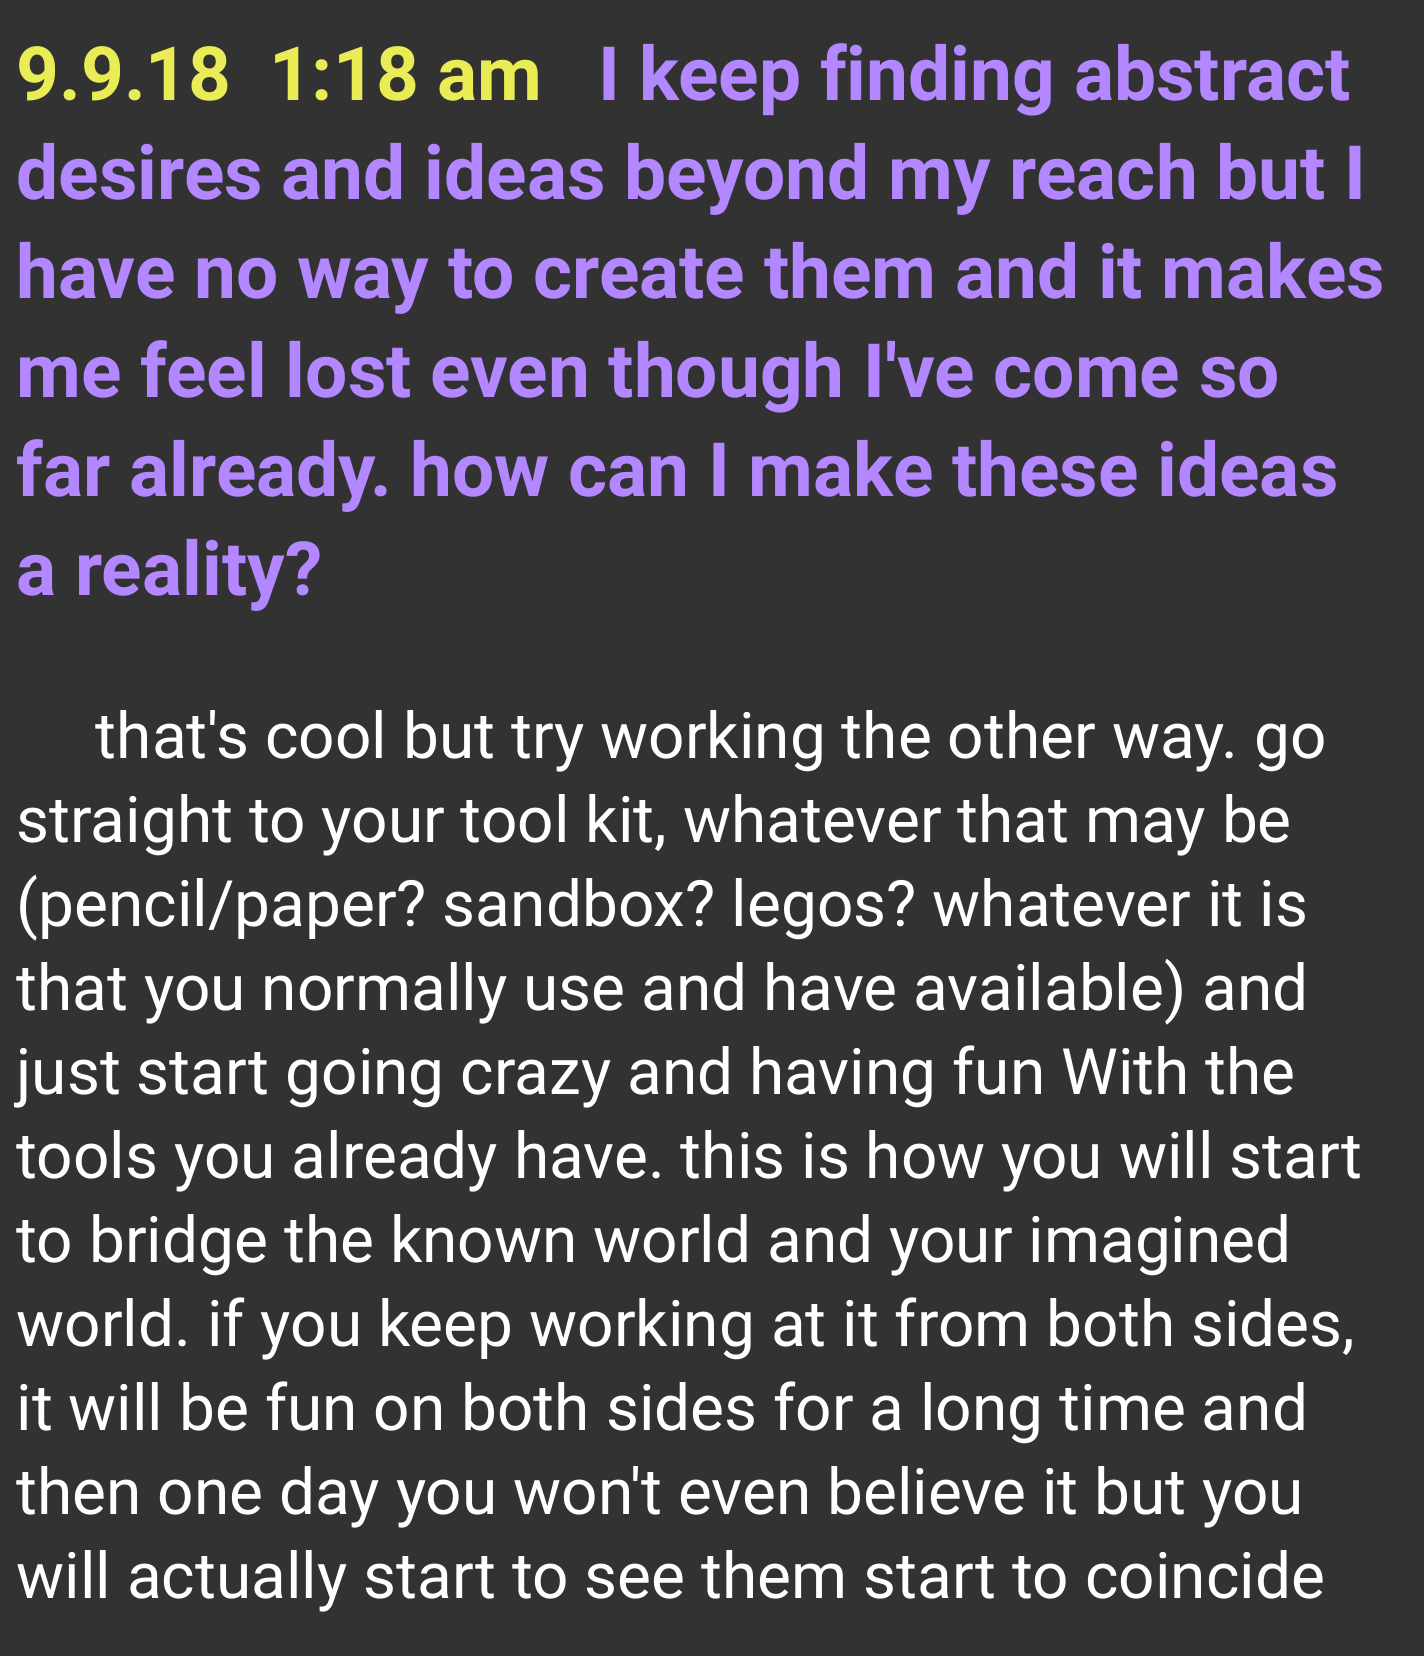 9.9.18 1:18 am I keep finding abstract
desires and ideas beyond my reach but I
have no way to create them and it makes
me feel lost even though I've come so
far already. how can I make these ideas
a reality?
that's cool but try working the other way. go
straight to your tool kit, whatever that may be
(pencil/paper? sandbox? legos? whatever it is
that you normally use and have available) and
just start going crazy and having fun With the
tools you already have. this is how you will start
to bridge the known world and your imagined
world. if you keep working at it from both sides,
it will be fun on both sides for a long time and
then one day you won't even believe it but you
will actually start to see them start to coincide